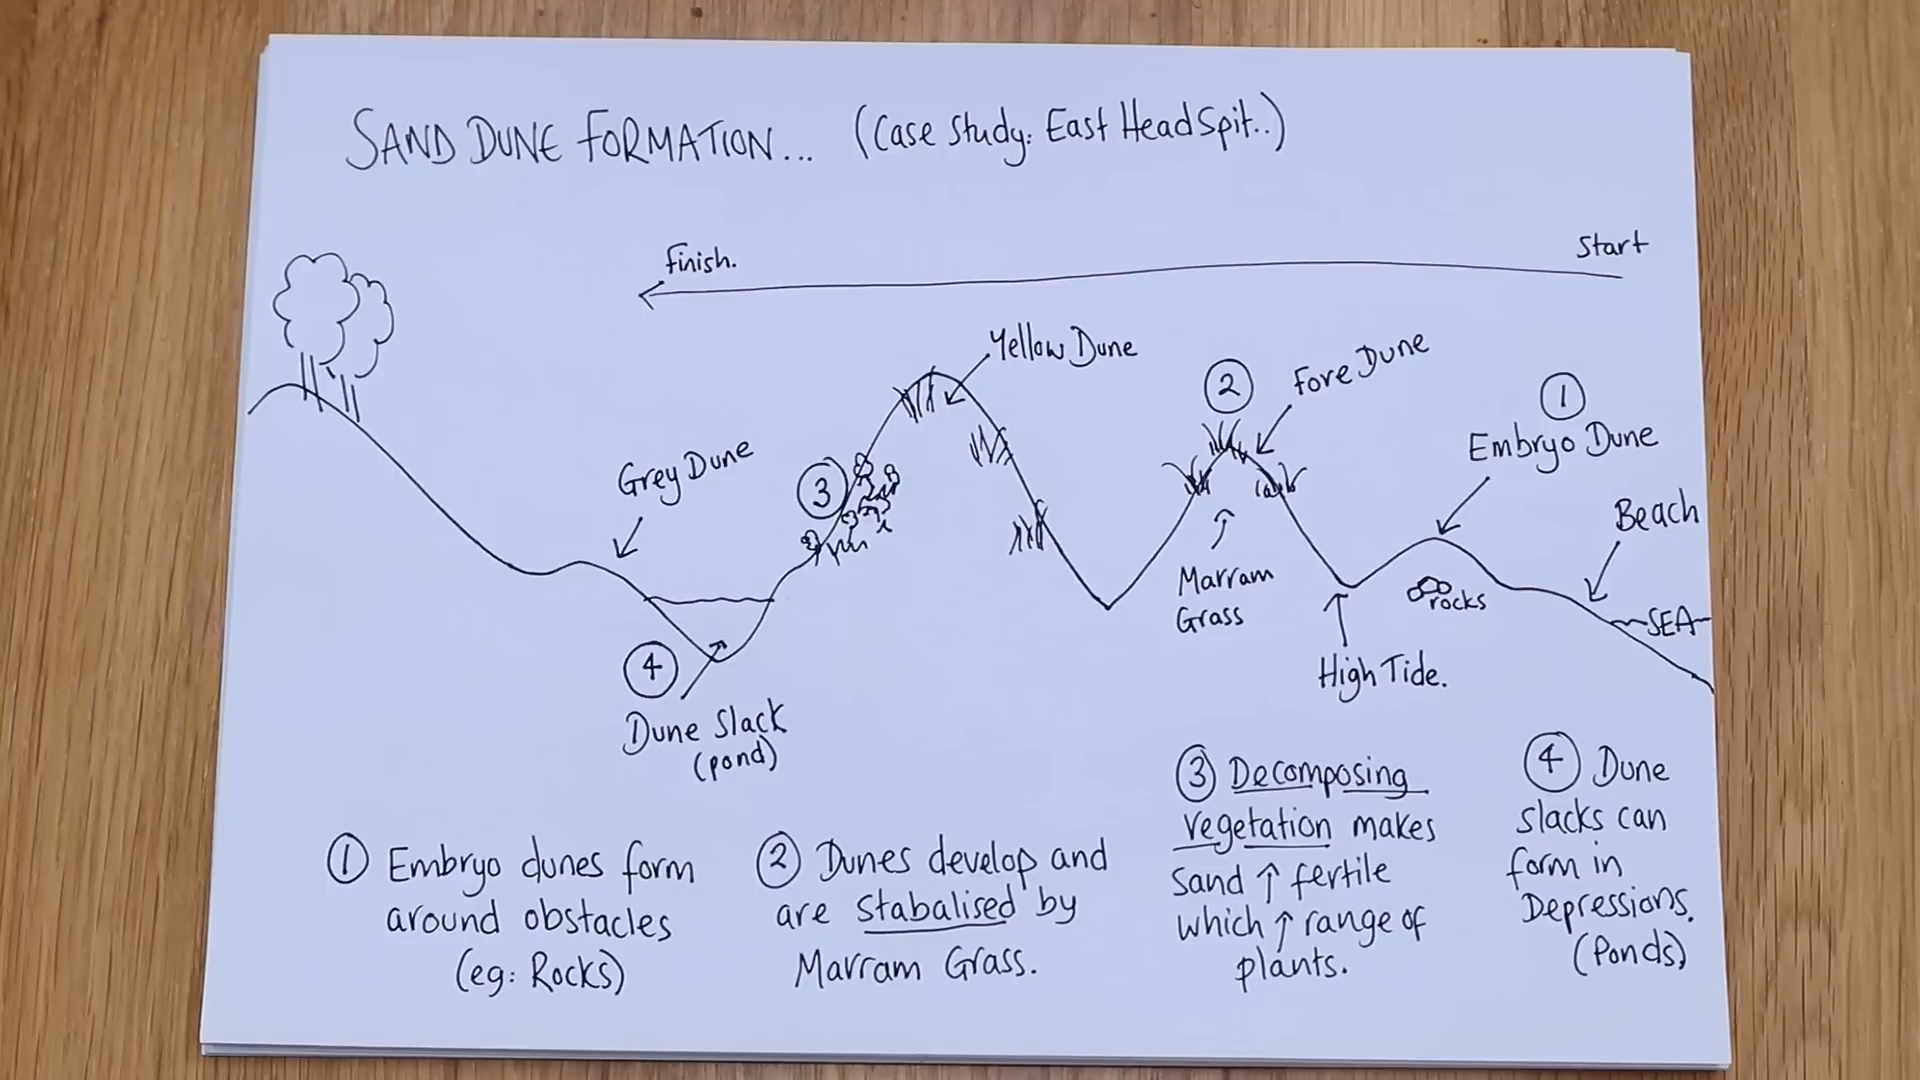 SAND DUNE FORMATION... (Case Study: East Head Spit..)
Finish.
Start
Yellow Dune
Fore Dune
2
1
Embryo Dune
Grey Dune
3
Beach
Marram
Grass
rocks
SEA
High Tide.
4
Dune Slack
(pond)
1 Embryo dunes form
around obstacles
(eg: Rocks)
2 Dunes develop and
are Stabalised by
Marram Grass.
3 Decomposing
vegetation makes
Sand ↑ fertile
which ↑ range of
plants.
4 Dune
slacks can
form in
Depressions.
(Ponds)